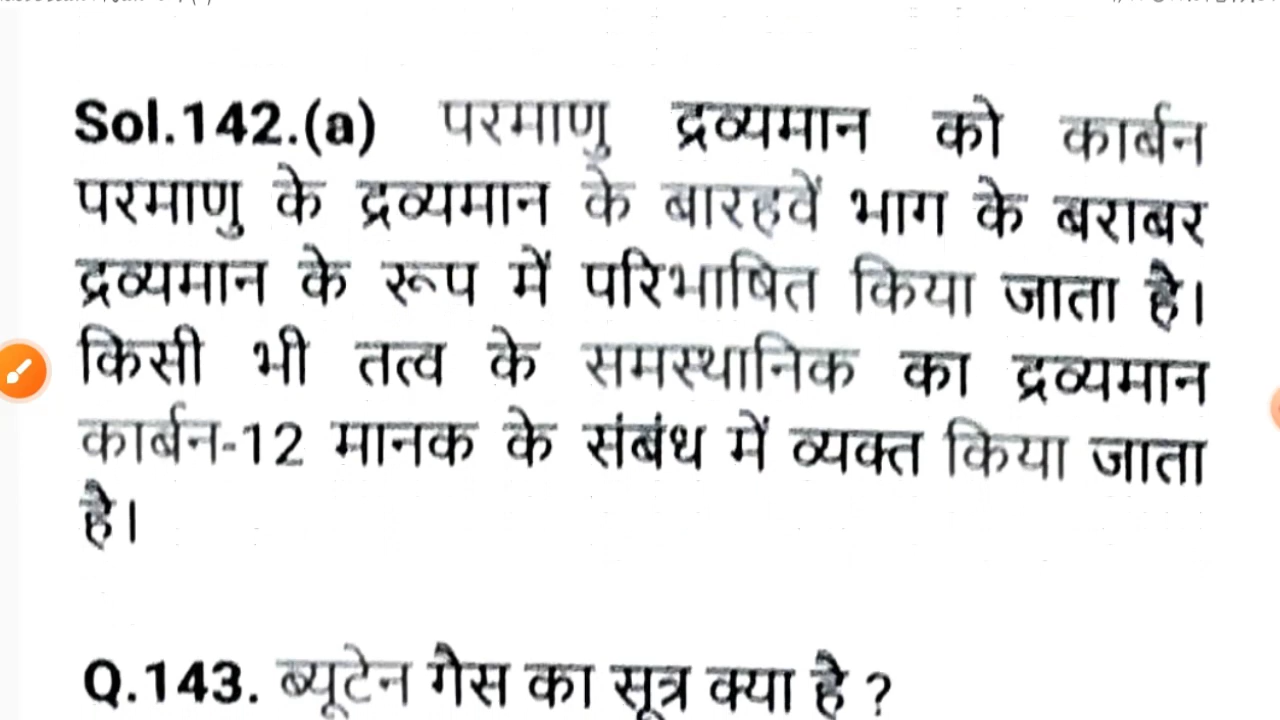 Sol.142.(a) परमाणु द्रव्यमान को कार्बन
परमाणु के द्रव्यमान के बारहवें भाग के बराबर
द्रव्यमान के रूप में परिभाषित किया जाता है।
किसी भी तत्व के समस्थानिक का द्रव्यमान
कार्बन-12 मानक के संबंध में व्यक्त किया जाता
है।
Q.143. ब्यूटेन गैस का सूत्र क्या है ?